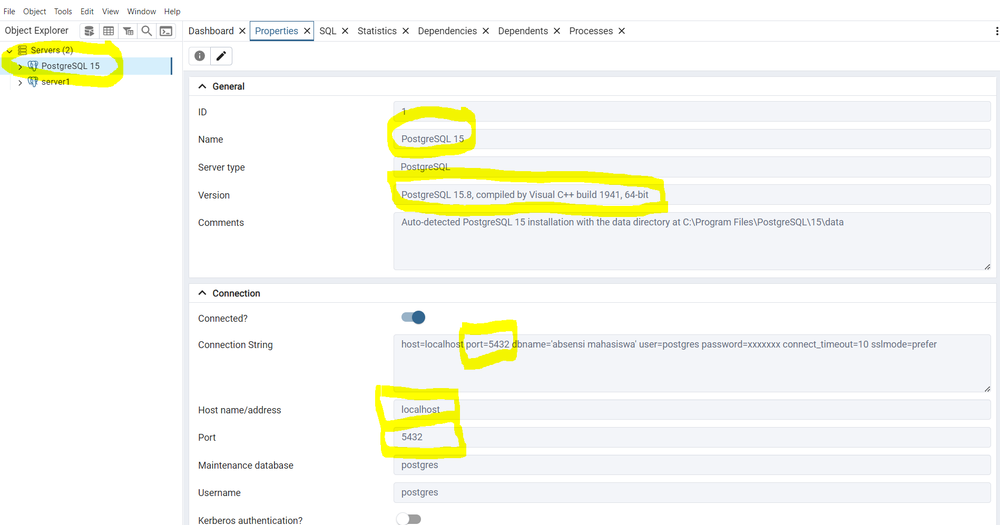 File Object Tools Edit View Window Help
Object Explorer
Dashboard Properties SQL Statistics Dependencies Dependents Processes
Servers (2)
PostgreSQL 15
server1
General
ID 1
Name PostgreSQL 15
Server type PostgreSQL
Version PostgreSQL 15.8, compiled by Visual C++ build 1941, 64-bit
Comments Auto-detected PostgreSQL 15 installation with the data directory at C:\Program Files\PostgreSQL\15\data
Connection
Connected?
Connection String host=localhost port=5432 dbname='absensi mahasiswa' user=postgres password=xxxxxxx connect_timeout=10 sslmode=prefer
Host name/address localhost
Port 5432
Maintenance database postgres
Username postgres
Kerberos authentication?